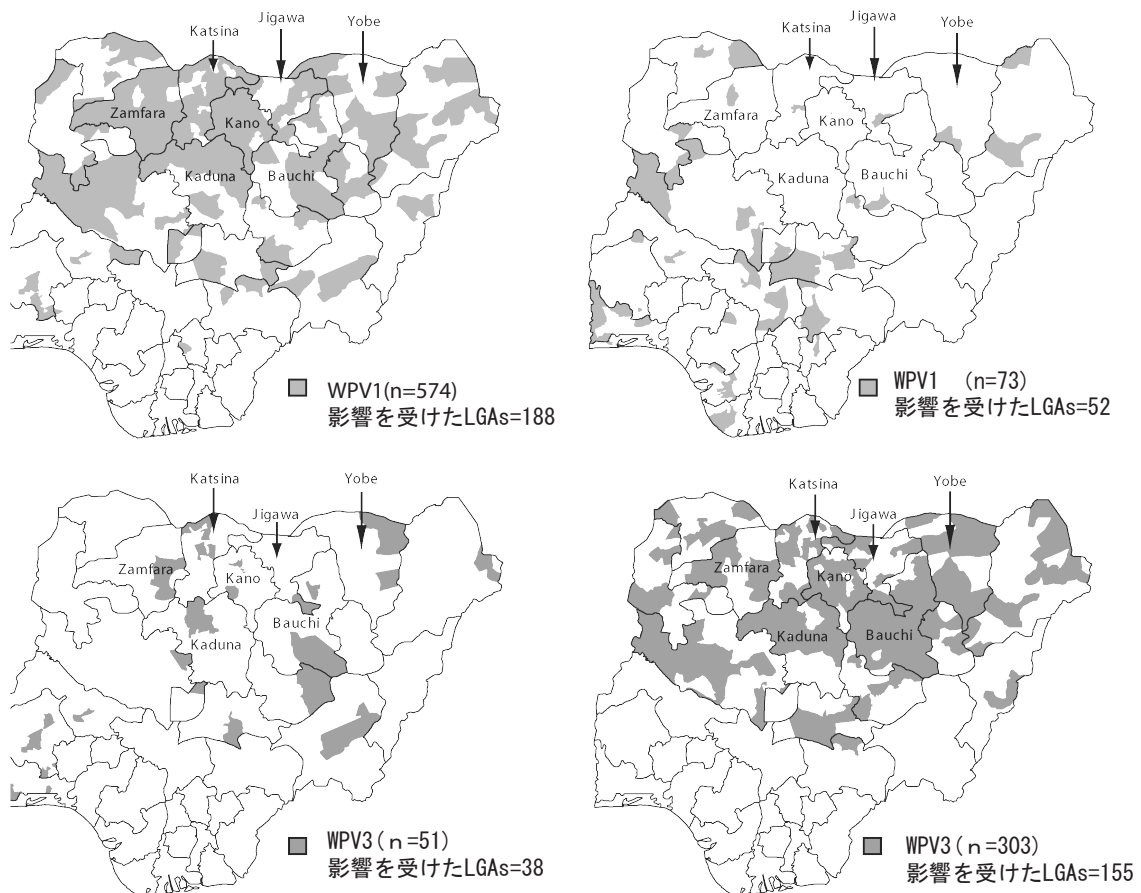 Katsina
Jigawa
Yobe
Zamfara
Kano
Kaduna
Bauchi
WPV1(n=574)
影響を受けたLGAs=188
Katsina
Jigawa
Yobe
Zamfara
Kano
Kaduna
Bauchi
WPV1 (n=73)
影響を受けたLGAs=52
Katsina
Jigawa
Yobe
Zamfara
Kano
Kaduna
Bauchi
WPV3(ｎ=51)
影響を受けたLGAs=38
Katsina
Jigawa
Yobe
Zamfara
Kano
Kaduna
Bauchi
WPV3(ｎ=303)
影響を受けたLGAs=155